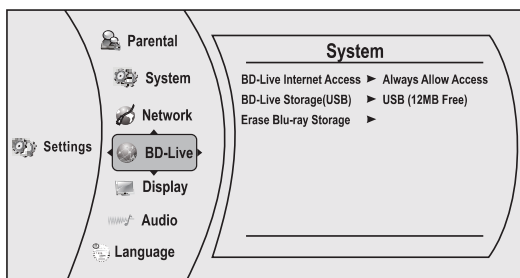 Settings
Parental
System
Network
BD-Live
Display
Audio
Language
System
BD-Live Internet Access ► Always Allow Access
BD-Live Storage(USB) ► USB (12MB Free)
Erase Blu-ray Storage ►